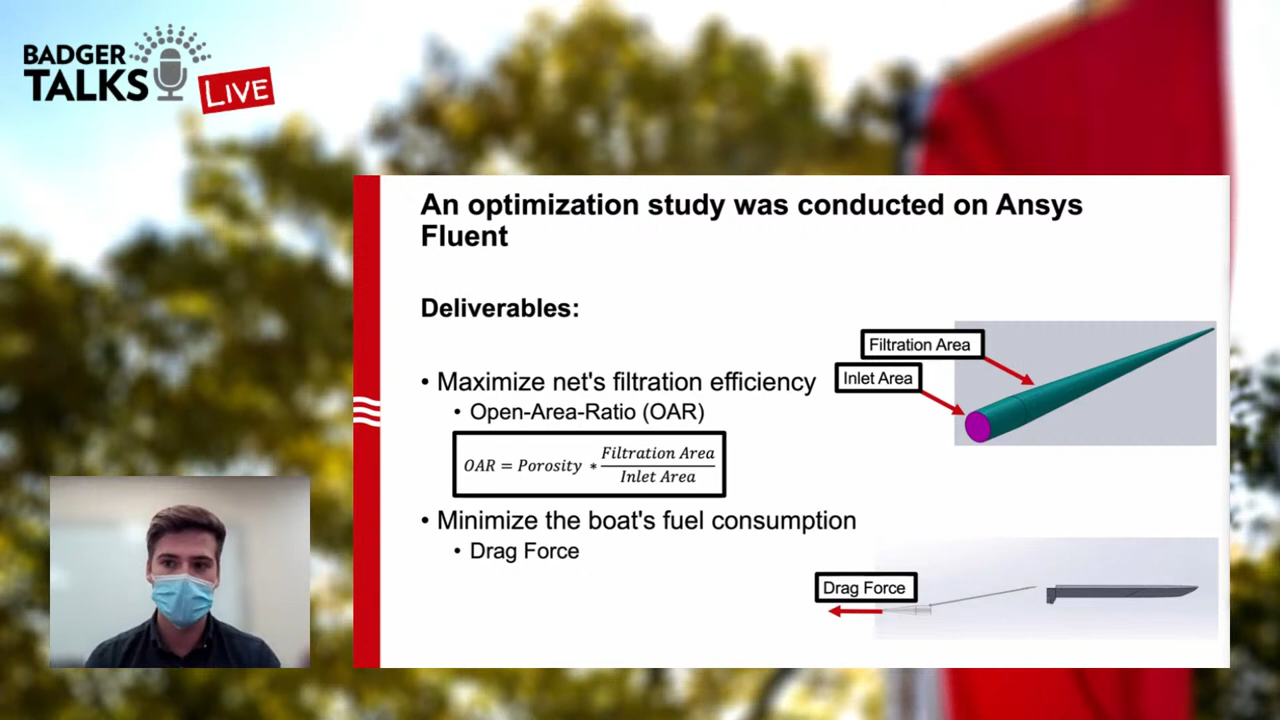 BADGER
TALKS
LIVE
An optimization study was conducted on Ansys
Fluent
Deliverables:
Filtration Area
Inlet Area
• Maximize net's filtration efficiency
• Open-Area-Ratio (OAR)
OAR = Porosity * Filtration Area / Inlet Area
• Minimize the boat's fuel consumption
• Drag Force
Drag Force